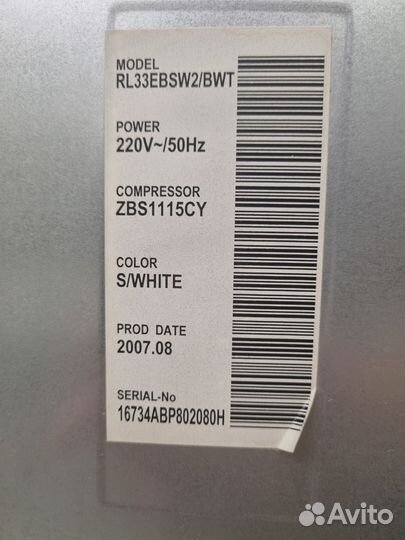 MODEL
RL33EBSW2/BWT
POWER
220V~/50Hz
COMPRESSOR
ZBS1115CY
COLOR
S/WHITE
PROD DATE
2007.08
SERIAL-No
16734ABP802080H
Avito